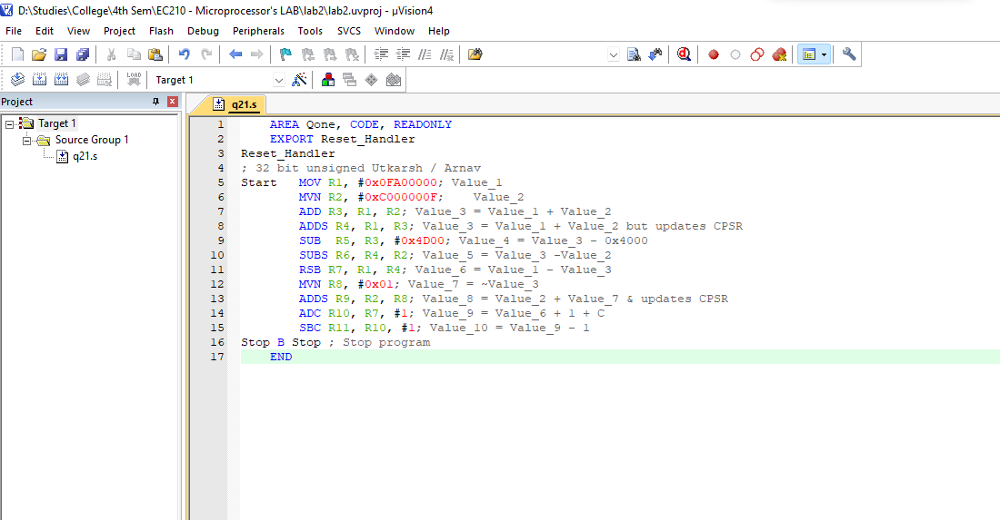 D:\Studies\College\4th Sem\EC210 - Microprocessor's LAB\lab2\lab2.uvproj - µVision4
File Edit View Project Flash Debug Peripherals Tools SVCS Window Help
LOAD Target 1
Project
q21.s
Target 1
Source Group 1
q21.s
1 AREA Qone, CODE, READONLY
2 EXPORT Reset_Handler
3 Reset_Handler
4 ; 32 bit unsigned Utkarsh / Arnav
5 Start MOV R1, #0x0FA00000; Value_1
6 MVN R2, #0xC000000F; Value_2
7 ADD R3, R1, R2; Value_3 = Value_1 + Value_2
8 ADDS R4, R1, R3; Value_3 = Value_1 + Value_2 but updates CPSR
9 SUB R5, R3, #0x4D00; Value_4 = Value_3 - 0x4000
10 SUBS R6, R4, R2; Value_5 = Value_3 -Value_2
11 RSB R7, R1, R4; Value_6 = Value_1 - Value_3
12 MVN R8, #0x01; Value_7 = ~Value_3
13 ADDS R9, R2, R8; Value_8 = Value_2 + Value_7 & updates CPSR
14 ADC R10, R7, #1; Value_9 = Value_6 + 1 + C
15 SBC R11, R10, #1; Value_10 = Value_9 - 1
16 Stop B Stop ; Stop program
17 END